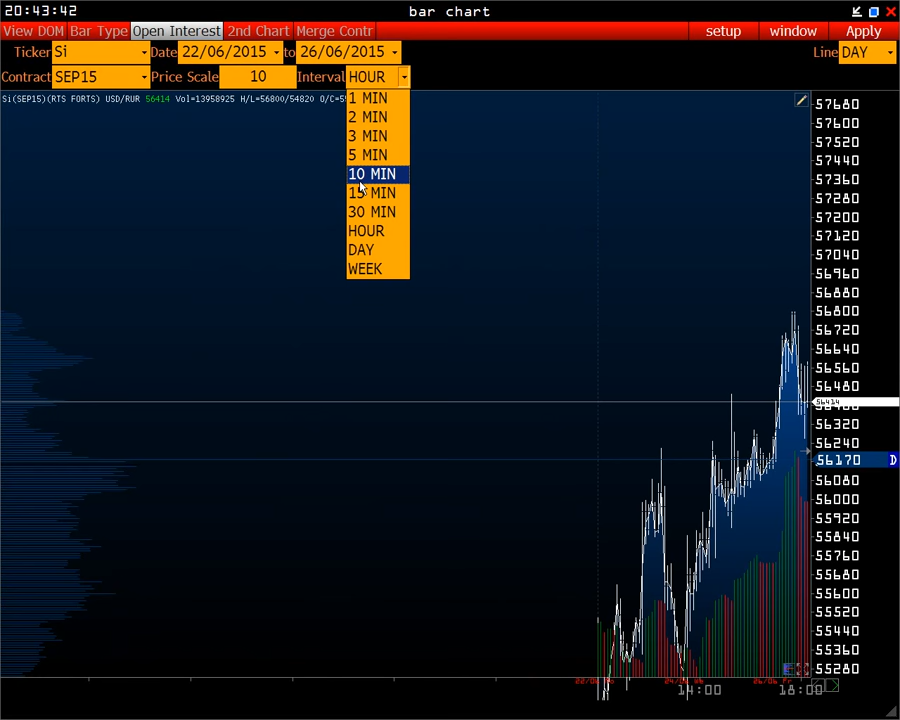 20:43:42 bar chart
View DOM Bar Type Open Interest 2nd Chart Merge Contr setup window Apply
Ticker Si Date 22/06/2015 to 26/06/2015 Line DAY
Contract SEP15 Price Scale 10 Interval HOUR
Si(SEP15)(RTS FORTS) USD/RUR 56414 Vol=13958925 H/L=56800/54820 O/C=5
1 MIN
2 MIN
3 MIN
5 MIN
10 MIN
15 MIN
30 MIN
HOUR
DAY
WEEK
57680
57600
57520
57440
57360
57280
57200
57120
57040
56960
56880
56800
56720
56640
56560
56480
56414
56320
56240
56170 D
56080
56000
55920
55840
55760
55680
55600
55520
55440
55360
55280
14:00 18:00